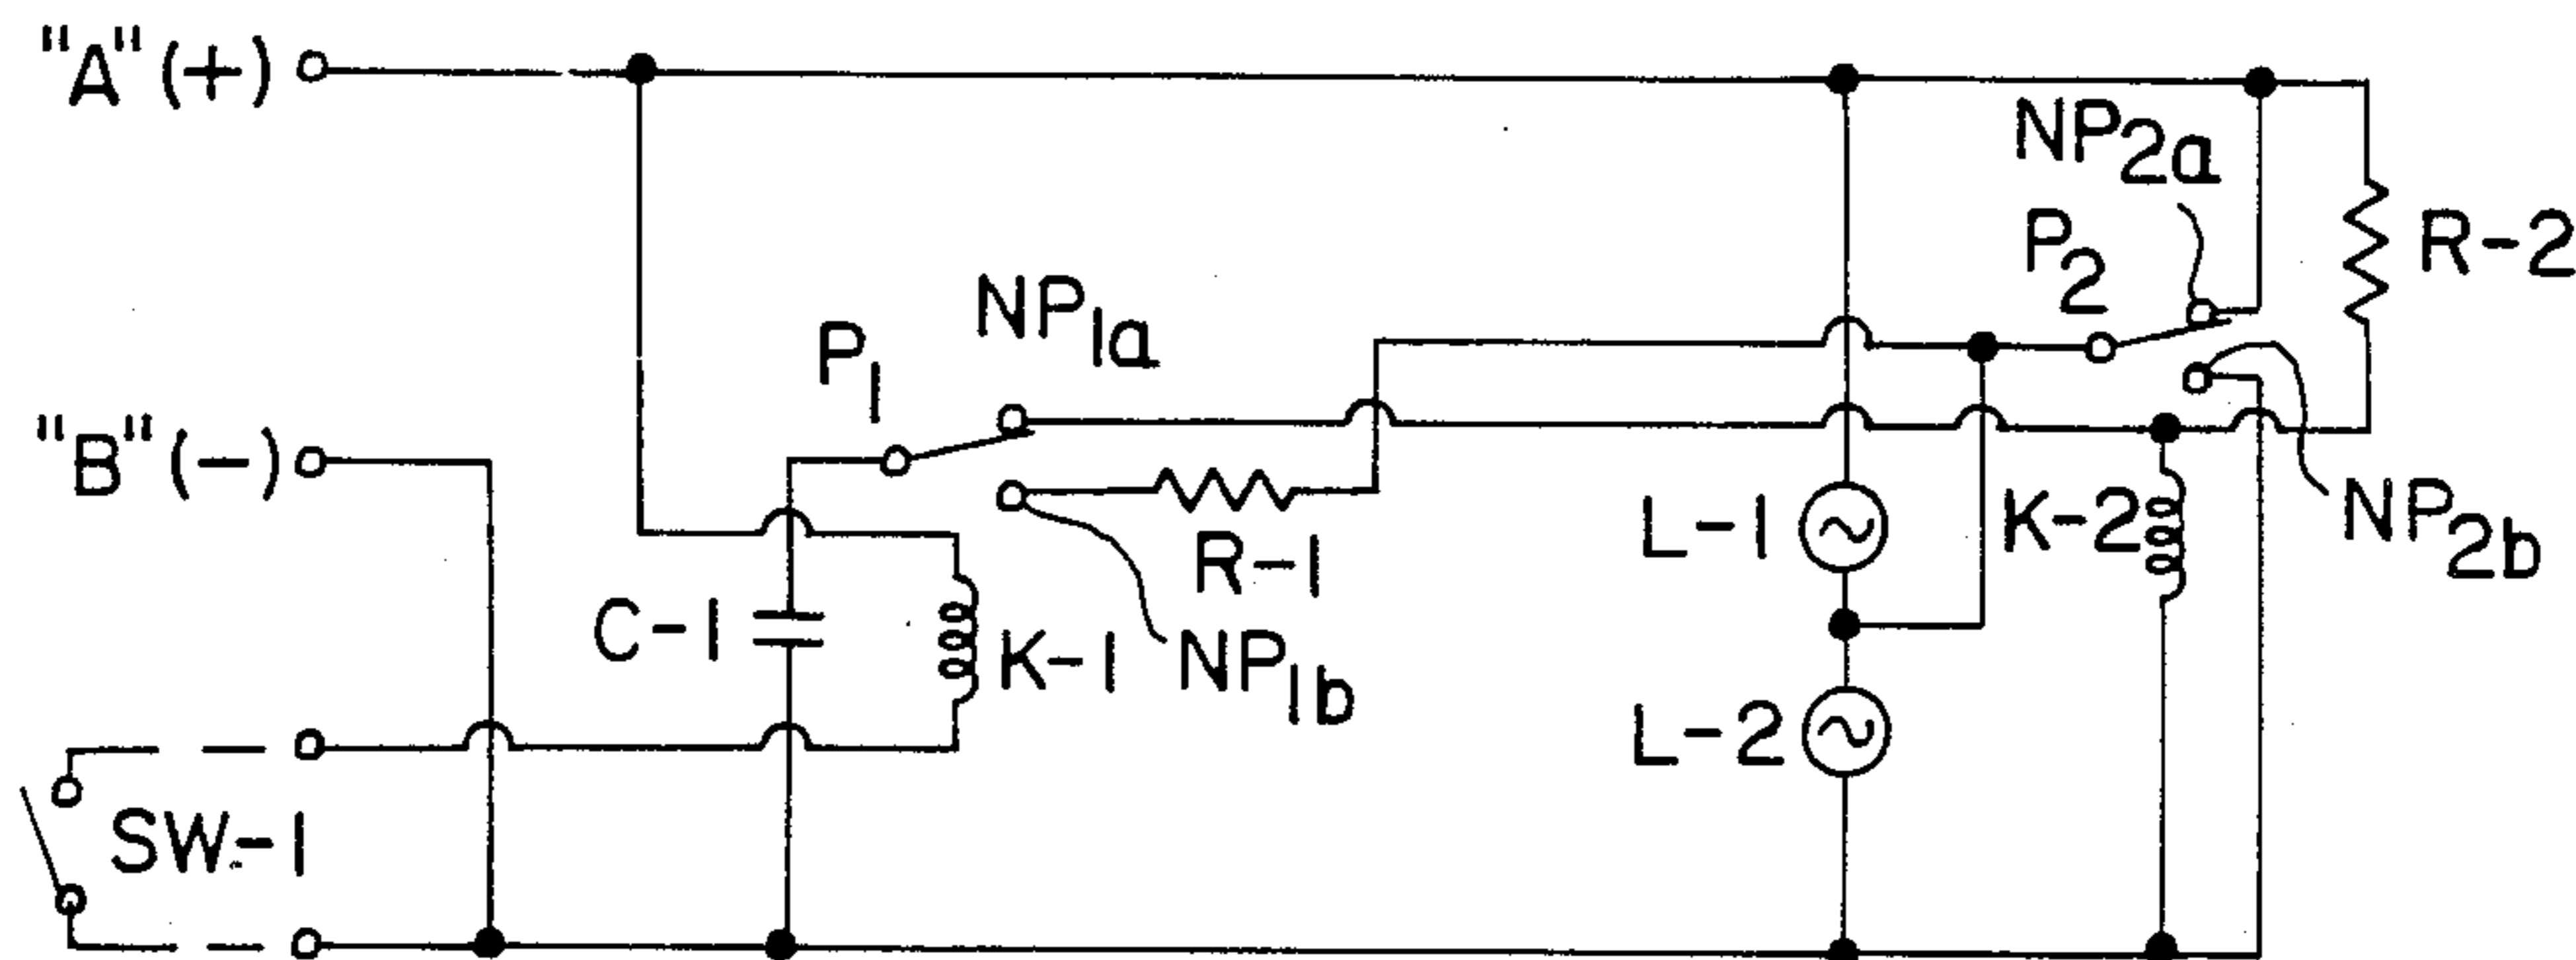 "A" (+)
NP2a
P2
R-2
NP1a
P1
"B" (-)
L-1
K-2
NP2b
R-1
C-1
K-1
NP1b
L-2
SW-1